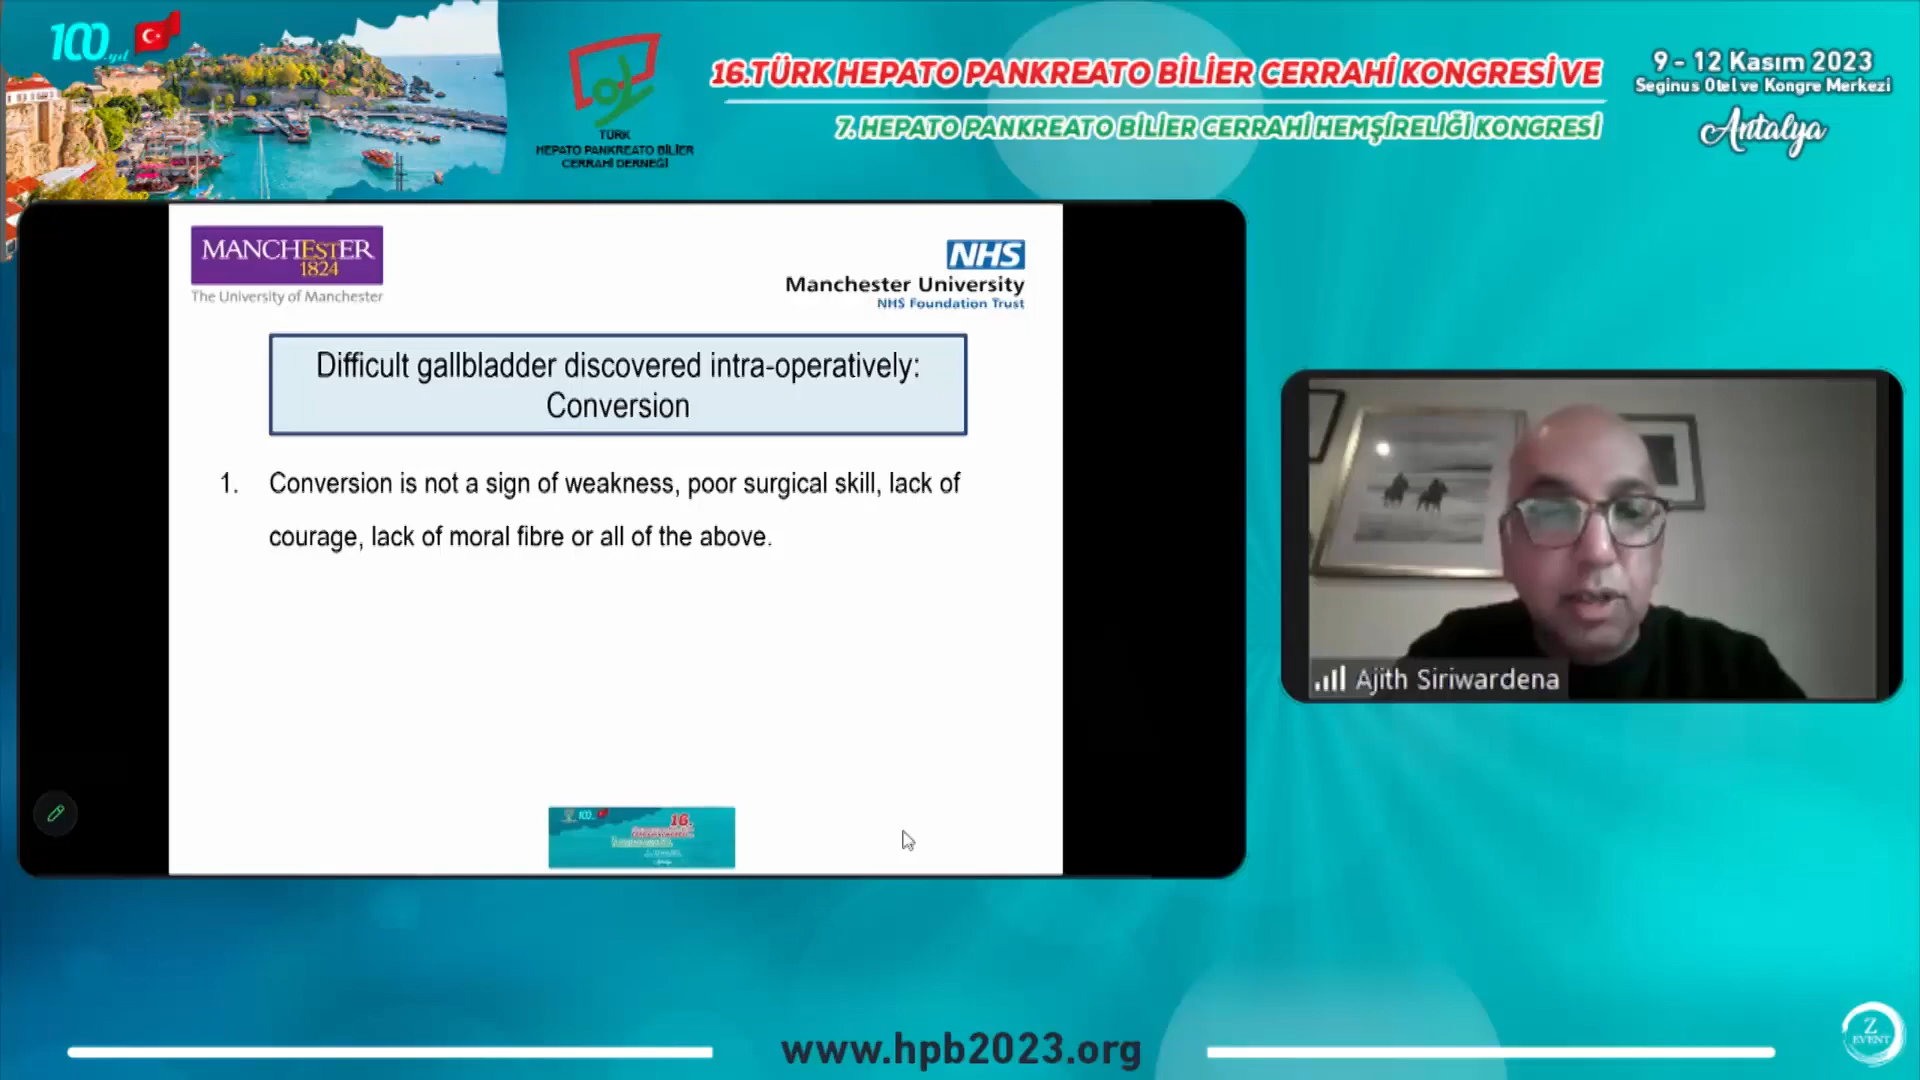 100.yıl
TÜRK
HEPATO PANKREATO BİLİER
CERRAHİ DERNEĞİ
16.TÜRK HEPATO PANKREATO BİLİER CERRAHİ KONGRESİ VE
7. HEPATO PANKREATO BİLİER CERRAHİ HEMŞİRELİĞİ KONGRESİ
9 - 12 Kasım 2023
Seginus Otel ve Kongre Merkezi
Antalya
MANCHESTER
1824
The University of Manchester
NHS
Manchester University
NHS Foundation Trust
Difficult gallbladder discovered intra-operatively:
Conversion
1. Conversion is not a sign of weakness, poor surgical skill, lack of
courage, lack of moral fibre or all of the above.
100
16.
Ajith Siriwardena
www.hpb2023.org
Z
EVENT